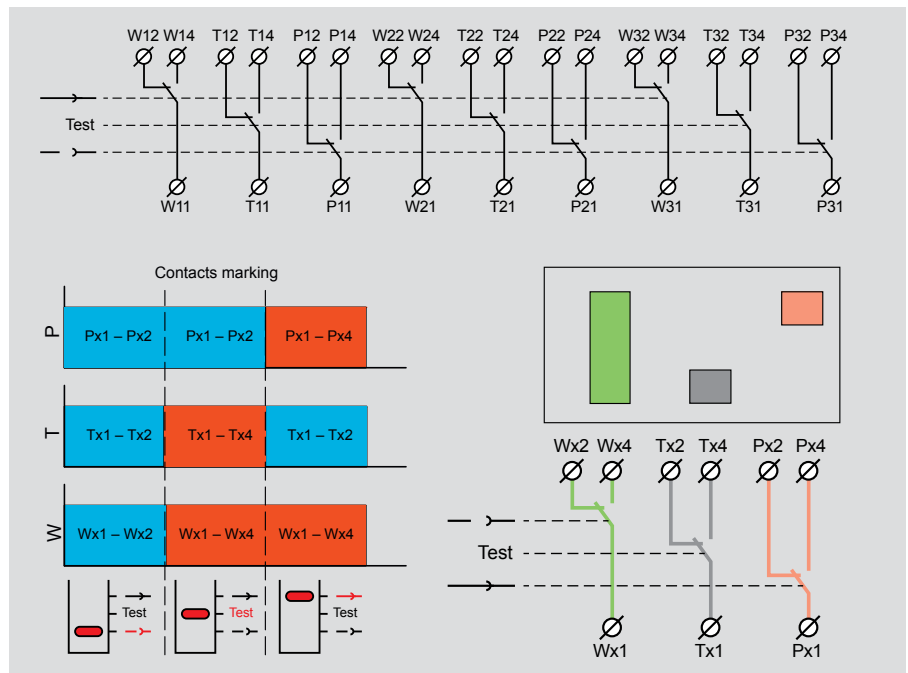 W12 W14 T12 T14 P12 P14 W22 W24 T22 T24 P22 P24 W32 W34 T32 T34 P32 P34
Test
W11 T11 P11 W21 T21 P21 W31 T31 P31
Contacts marking
P
Px1 – Px2 Px1 – Px2 Px1 – Px4
T
Tx1 – Tx2 Tx1 – Tx4 Tx1 – Tx2
W
Wx1 – Wx2 Wx1 – Wx4 Wx1 – Wx4
Test Test Test
Wx2 Wx4 Tx2 Tx4 Px2 Px4
Test
Wx1 Tx1 Px1